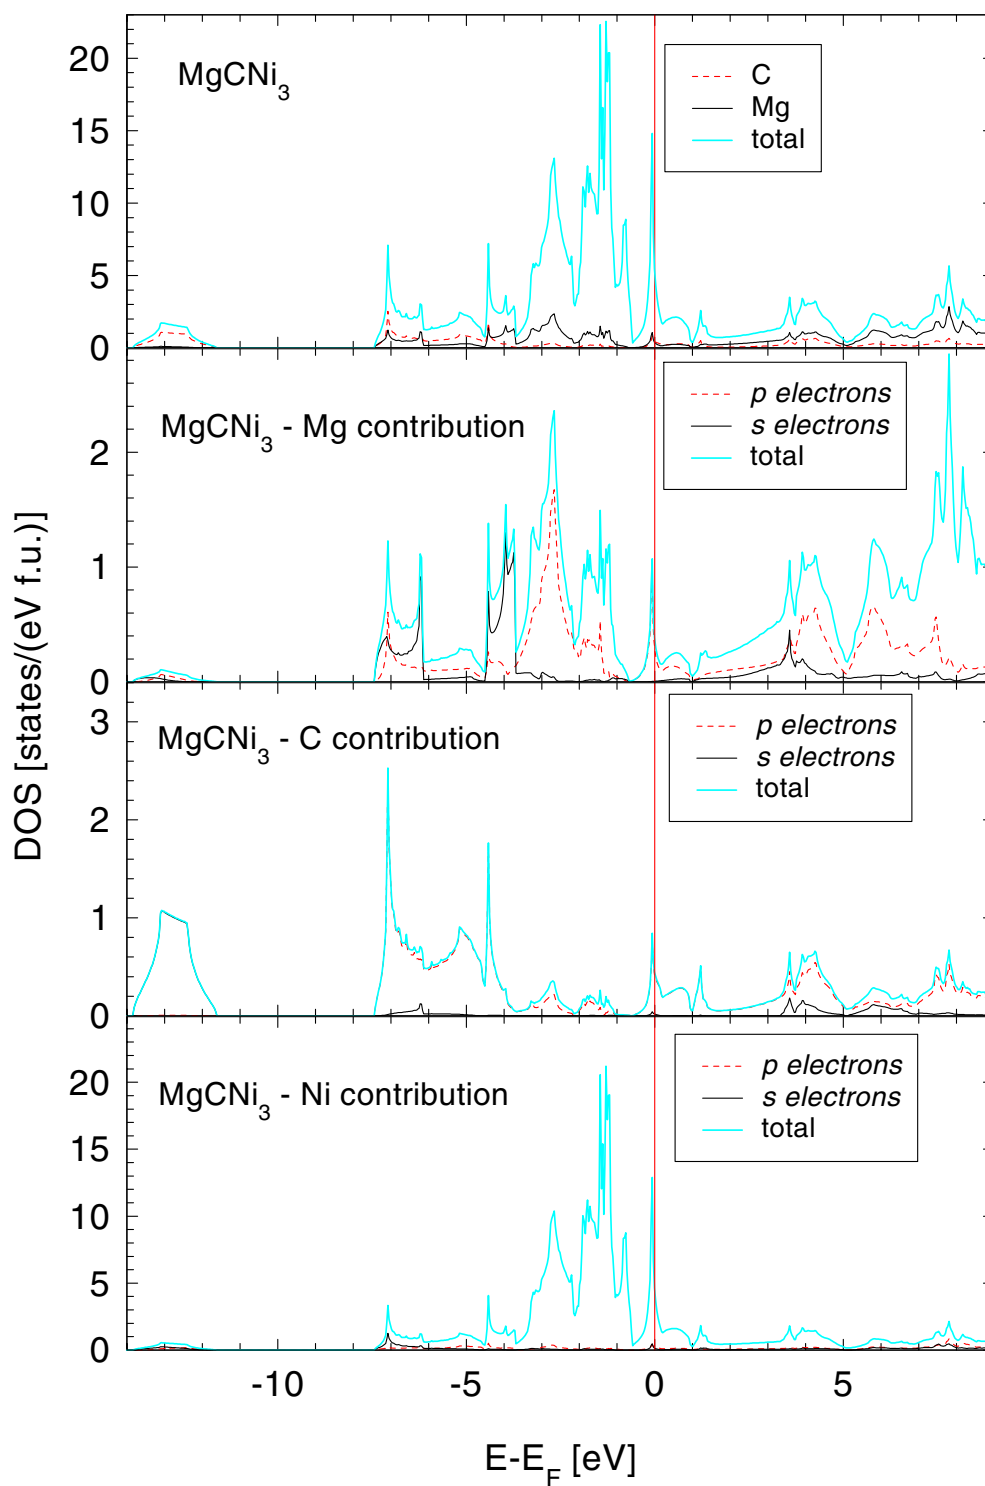 MgCNi3
C
Mg
total
20
15
10
5
0
MgCNi3 - Mg contribution
p electrons
s electrons
total
2
1
0
MgCNi3 - C contribution
p electrons
s electrons
total
3
2
1
0
MgCNi3 - Ni contribution
p electrons
s electrons
total
20
15
10
5
0
-10 -5 0 5
E-EF [eV]
DOS [states/(eV f.u.)]